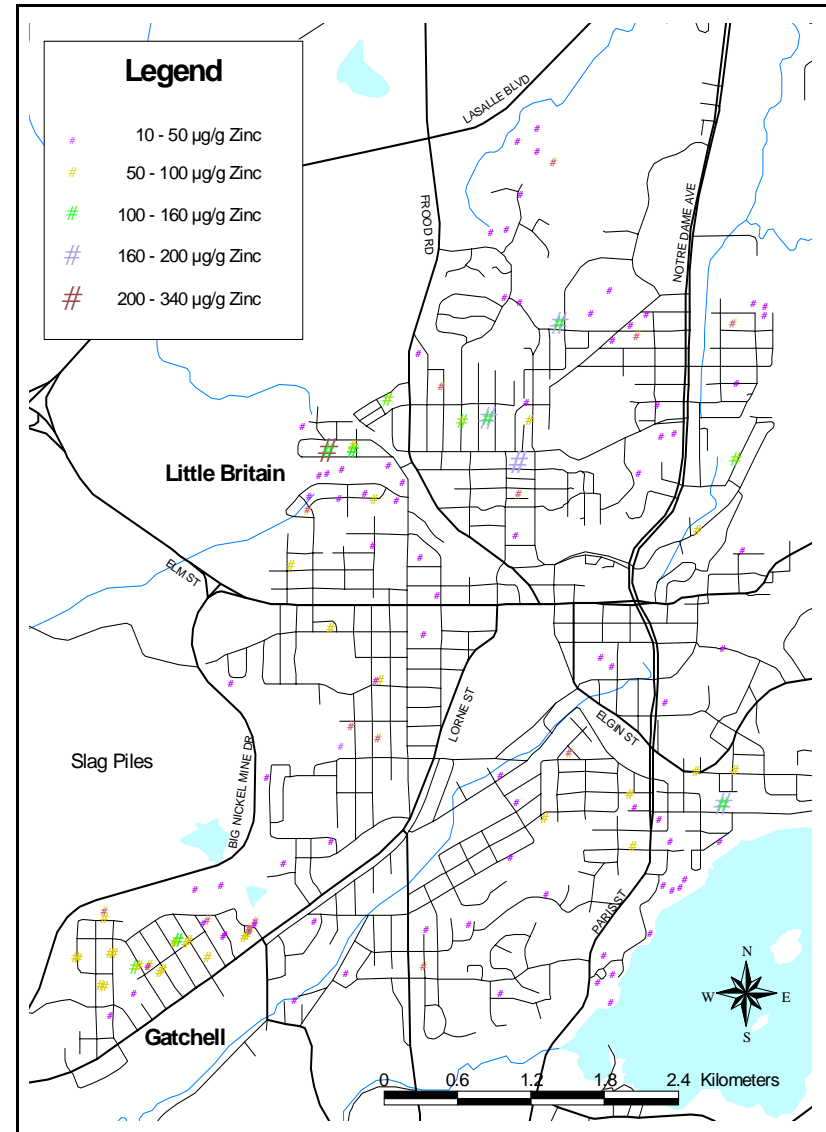 Legend
# 10 - 50 µg/g Zinc
# 50 - 100 µg/g Zinc
# 100 - 160 µg/g Zinc
# 160 - 200 µg/g Zinc
# 200 - 340 µg/g Zinc
LASALLE BLVD
FROOD RD
NOTRE DAME AVE
Little Britain
ELM ST
LORNE ST
ELGIN ST
Slag Piles
BIG NICKEL MINE DR
PARIS ST
N
W E
S
Gatchell
0 0.6 1.2 1.8 2.4 Kilometers